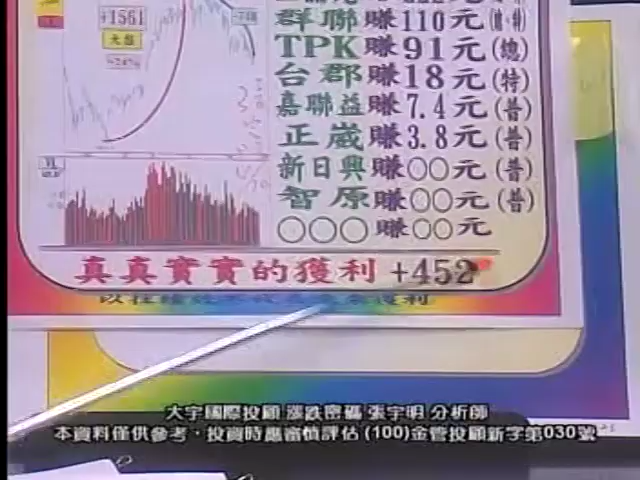 1561
大盤
群聯賺110元(總.特)
TPK賺91元(總)
台郡賺18元(特)
嘉聯益賺7.4元(普)
正崴賺3.8元(普)
新日興賺○○元(普)
智原賺○○元(普)
○○○賺○○元
真真實實的獲利 +452
大宇國際投顧 漲跌密碼 張宇明 分析師
本資料僅供參考，投資時應審慎評估 (100)金管投顧新字第030號